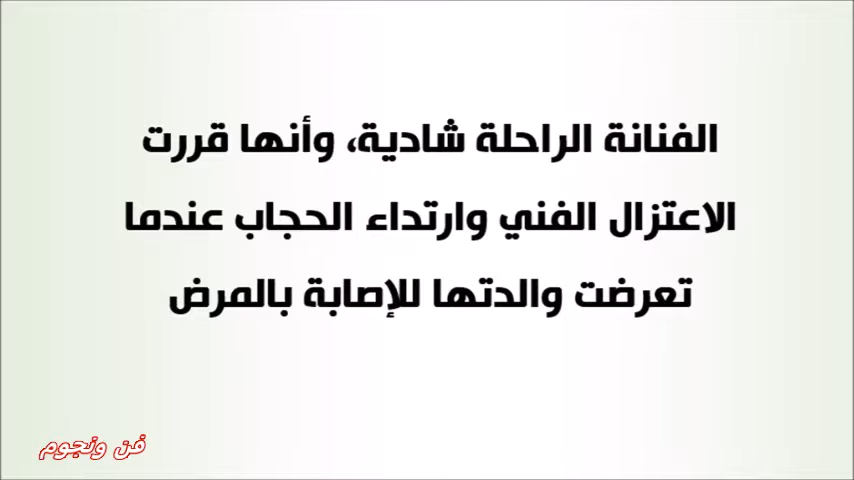 الفنانة الراحلة شادية، وأنها قررت
الاعتزال الفني وارتداء الحجاب عندما
تعرضت والدتها للإصابة بالمرض
فن ونجوم